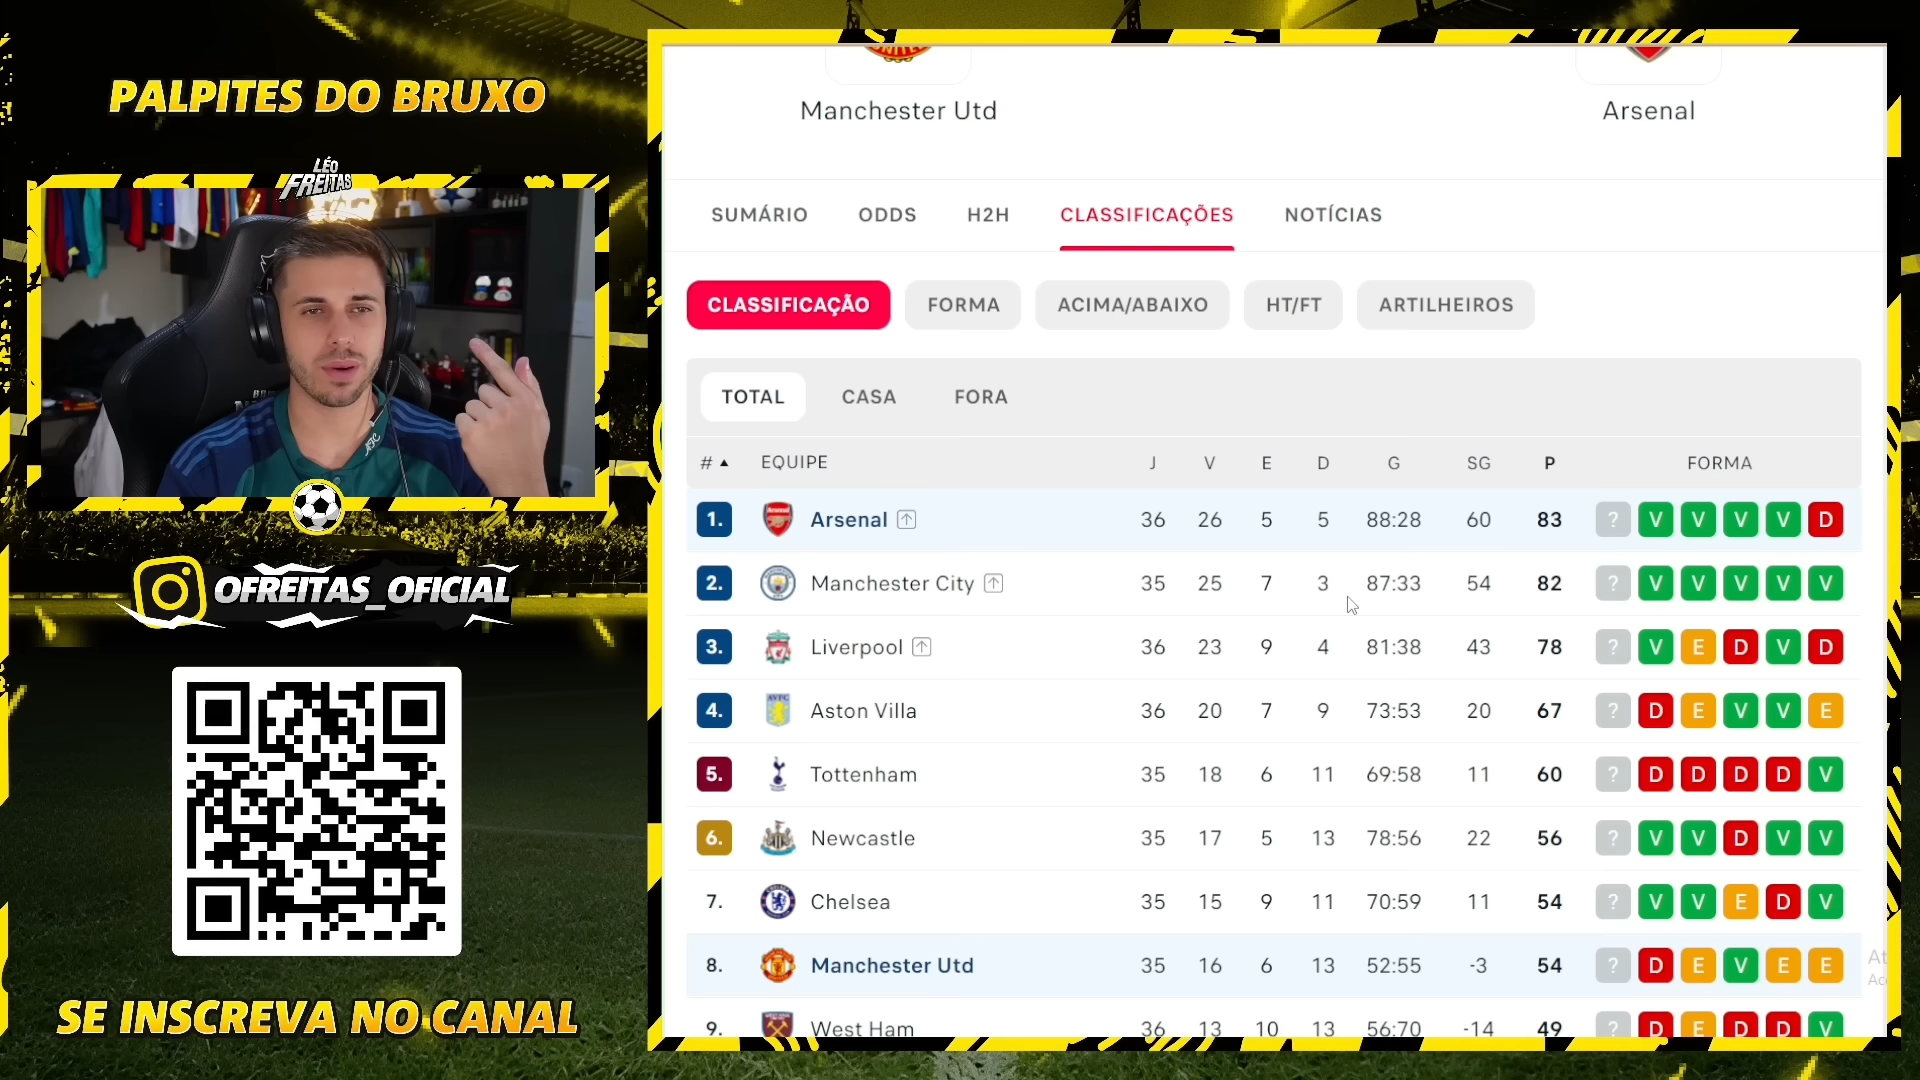 PALPITES DO BRUXO
LÉO
FREITAS
AFC
OFREITAS_OFICIAL
SE INSCREVA NO CANAL
UNITED
Manchester Utd
Arsenal
SUMÁRIO ODDS H2H CLASSIFICAÇÕES NOTÍCIAS
CLASSIFICAÇÃO FORMA ACIMA/ABAIXO HT/FT ARTILHEIROS
TOTAL CASA FORA
# EQUIPE J V E D G SG P FORMA
1. Arsenal 36 26 5 5 88:28 60 83 ? V V V V D
2. Manchester City 35 25 7 3 87:33 54 82 ? V V V V V
3. Liverpool 36 23 9 4 81:38 43 78 ? V E D V D
4. Aston Villa 36 20 7 9 73:53 20 67 ? D E V V E
5. Tottenham 35 18 6 11 69:58 11 60 ? D D D D V
6. Newcastle 35 17 5 13 78:56 22 56 ? V V D V V
7. Chelsea 35 15 9 11 70:59 11 54 ? V V E D V
8. Manchester Utd 35 16 6 13 52:55 -3 54 ? D E V E E
9. West Ham 36 13 10 13 56:70 -14 49 ? D E D D V